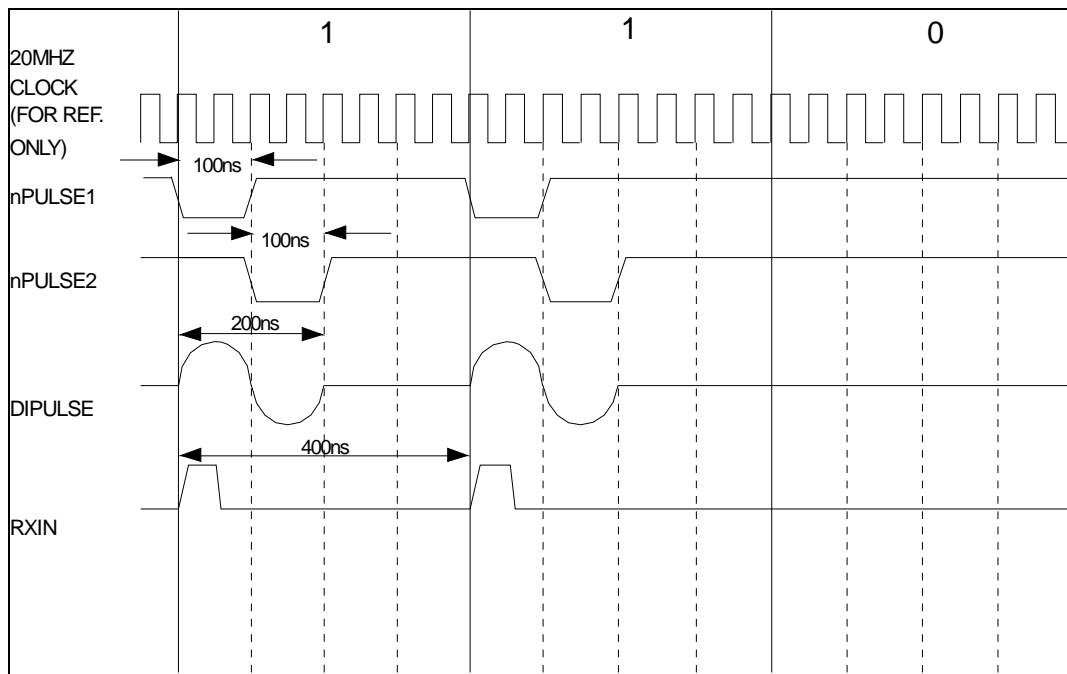 1 1 0
20MHZ
CLOCK
(FOR REF.
ONLY)
100ns
nPULSE1
100ns
nPULSE2
200ns
DIPULSE
400ns
RXIN